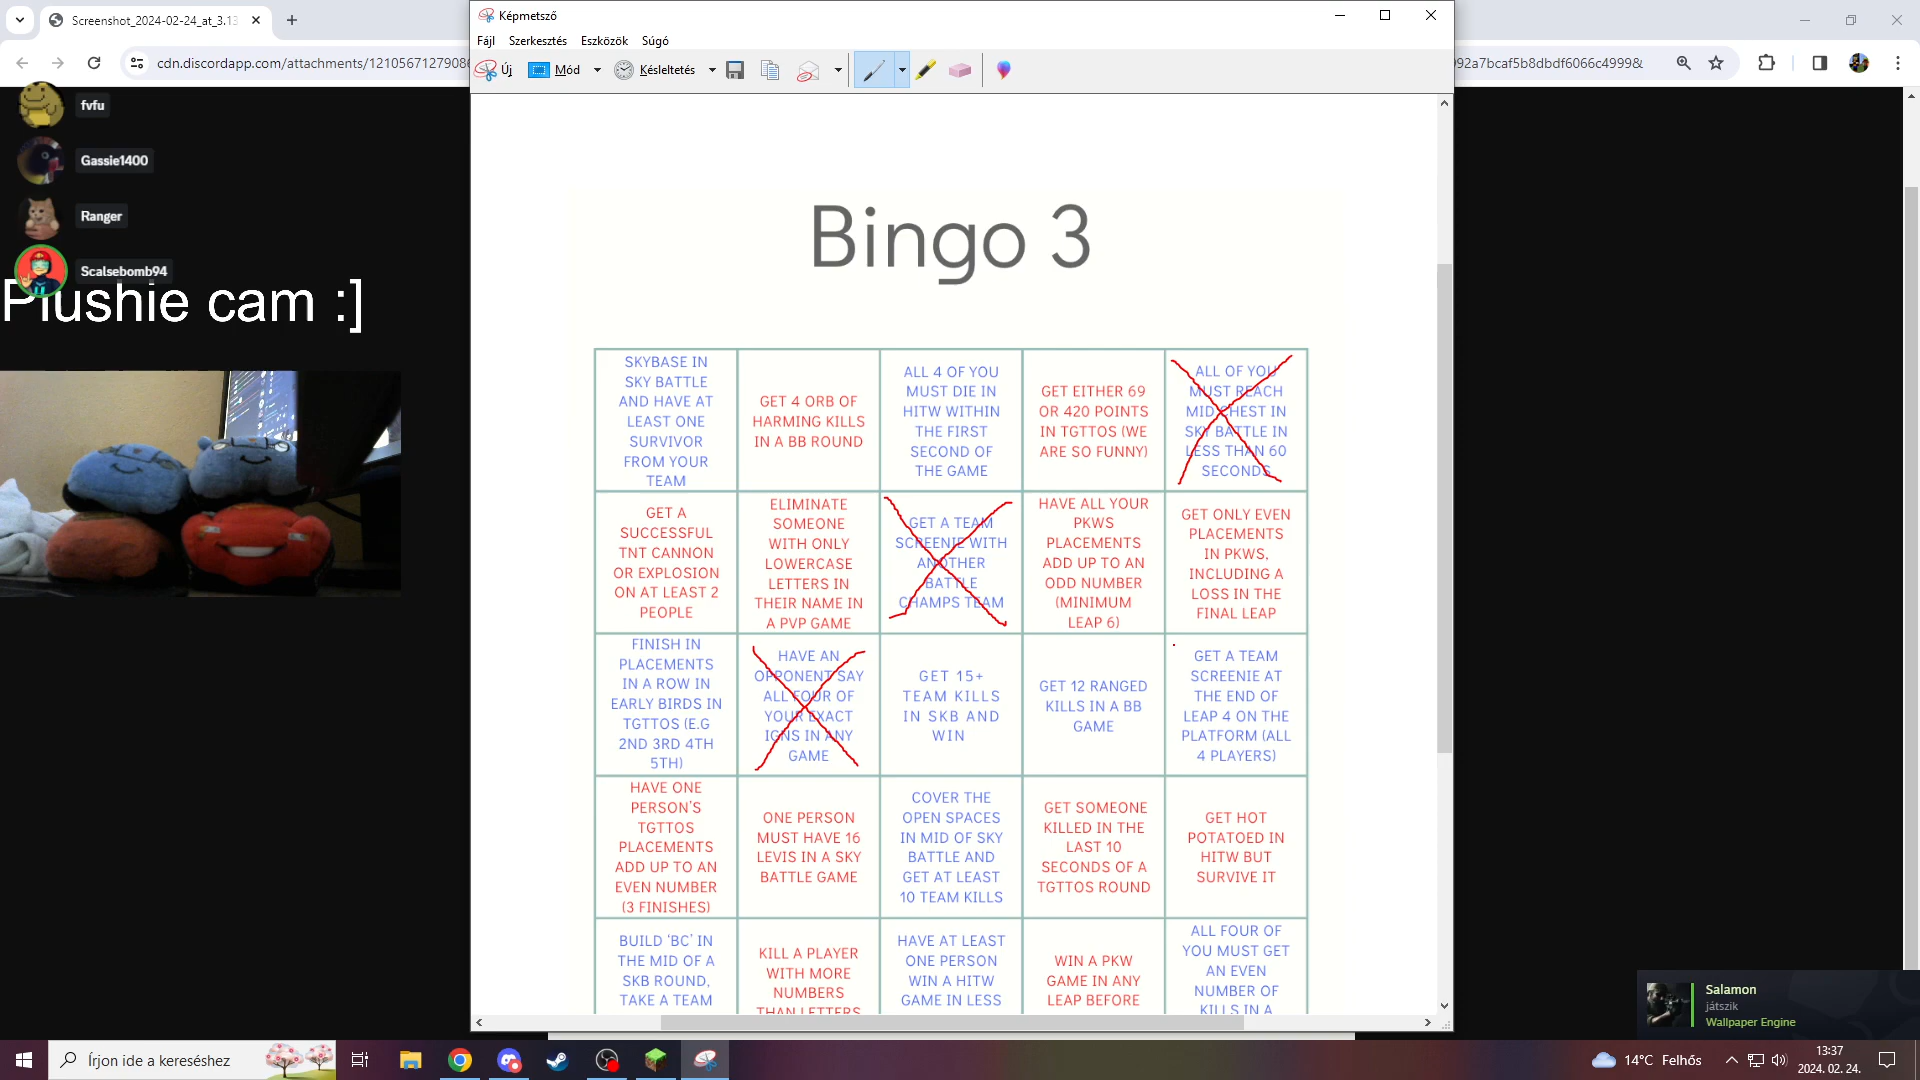 Screenshot_2024-02-24_at_3.13
Képmetsző
Fájl Szerkesztés Eszközök Súgó
cdn.discordapp.com/attachments/1210567127908
Új Mód Késleltetés
92a7bcaf5b8dbdf6066c4999&
fvfu
Gassie1400
Ranger
Scalsebomb94
Plushie cam :]
Bingo 3
SKYBASE IN
SKY BATTLE
AND HAVE AT
LEAST ONE
SURVIVOR
FROM YOUR
TEAM
GET 4 ORB OF
HARMING KILLS
IN A BB ROUND
ALL 4 OF YOU
MUST DIE IN
HITW WITHIN
THE FIRST
SECOND OF
THE GAME
GET EITHER 69
OR 420 POINTS
IN TGTTOS (WE
ARE SO FUNNY)
ALL OF YOU
MUST REACH
MID CHEST IN
SKY BATTLE IN
LESS THAN 60
SECONDS
GET A
SUCCESSFUL
TNT CANNON
OR EXPLOSION
ON AT LEAST 2
PEOPLE
ELIMINATE
SOMEONE
WITH ONLY
LOWERCASE
LETTERS IN
THEIR NAME IN
A PVP GAME
GET A TEAM
SCREENIE WITH
ANOTHER
BATTLE
CHAMPS TEAM
HAVE ALL YOUR
PKWS
PLACEMENTS
ADD UP TO AN
ODD NUMBER
(MINIMUM
LEAP 6)
GET ONLY EVEN
PLACEMENTS
IN PKWS,
INCLUDING A
LOSS IN THE
FINAL LEAP
FINISH IN
PLACEMENTS
IN A ROW IN
EARLY BIRDS IN
TGTTOS (E.G
2ND 3RD 4TH
5TH)
HAVE AN
OPPONENT SAY
ALL FOUR OF
YOUR EXACT
IGNS IN ANY
GAME
GET 15+
TEAM KILLS
IN SKB AND
WIN
GET 12 RANGED
KILLS IN A BB
GAME
GET A TEAM
SCREENIE AT
THE END OF
LEAP 4 ON THE
PLATFORM (ALL
4 PLAYERS)
HAVE ONE
PERSON'S
TGTTOS
PLACEMENTS
ADD UP TO AN
EVEN NUMBER
(3 FINISHES)
ONE PERSON
MUST HAVE 16
LEVIS IN A SKY
BATTLE GAME
COVER THE
OPEN SPACES
IN MID OF SKY
BATTLE AND
GET AT LEAST
10 TEAM KILLS
GET SOMEONE
KILLED IN THE
LAST 10
SECONDS OF A
TGTTOS ROUND
GET HOT
POTATOED IN
HITW BUT
SURVIVE IT
BUILD 'BC' IN
THE MID OF A
SKB ROUND,
TAKE A TEAM
KILL A PLAYER
WITH MORE
NUMBERS
THAN LETTERS
HAVE AT LEAST
ONE PERSON
WIN A HITW
GAME IN LESS
WIN A PKW
GAME IN ANY
LEAP BEFORE
ALL FOUR OF
YOU MUST GET
AN EVEN
NUMBER OF
KILLS IN A
Salamon
játszik
Wallpaper Engine
Írjon ide a kereséshez
14°C Felhős
13:37
2024. 02. 24.